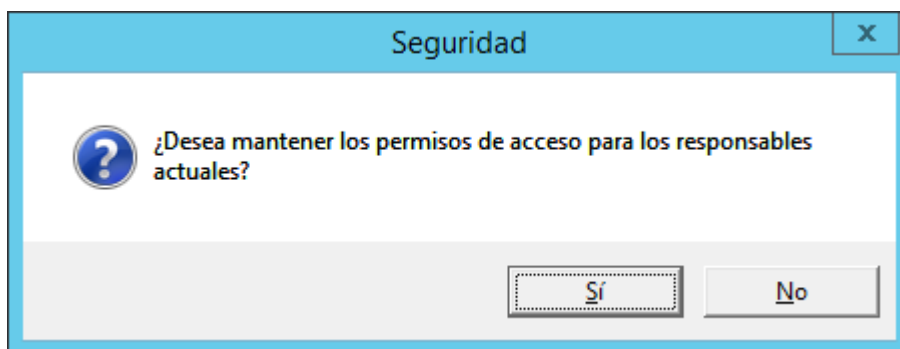 Seguridad
x
¿Desea mantener los permisos de acceso para los responsables
actuales?
Sí
No